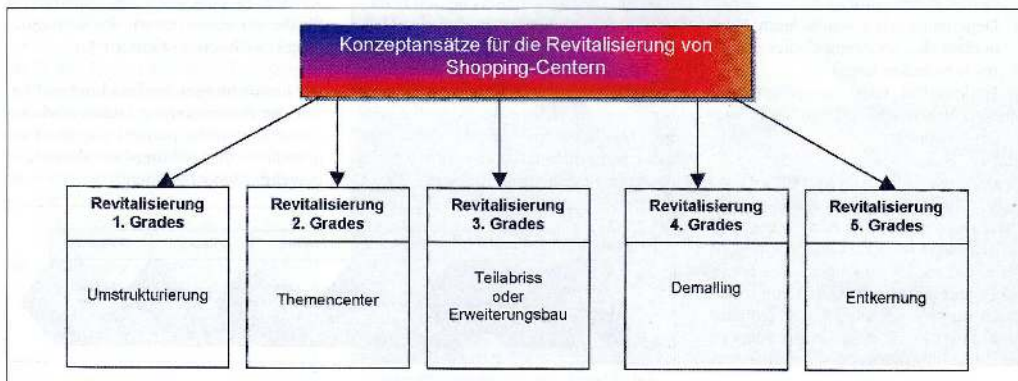 Konzeptansätze für die Revitalisierung von
Shopping-Centern
Revitalisierung
1. Grades
Umstrukturierung
Revitalisierung
2. Grades
Themencenter
Revitalisierung
3. Grades
Teilabriss
oder
Erweiterungsbau
Revitalisierung
4. Grades
Demalling
Revitalisierung
5. Grades
Entkernung